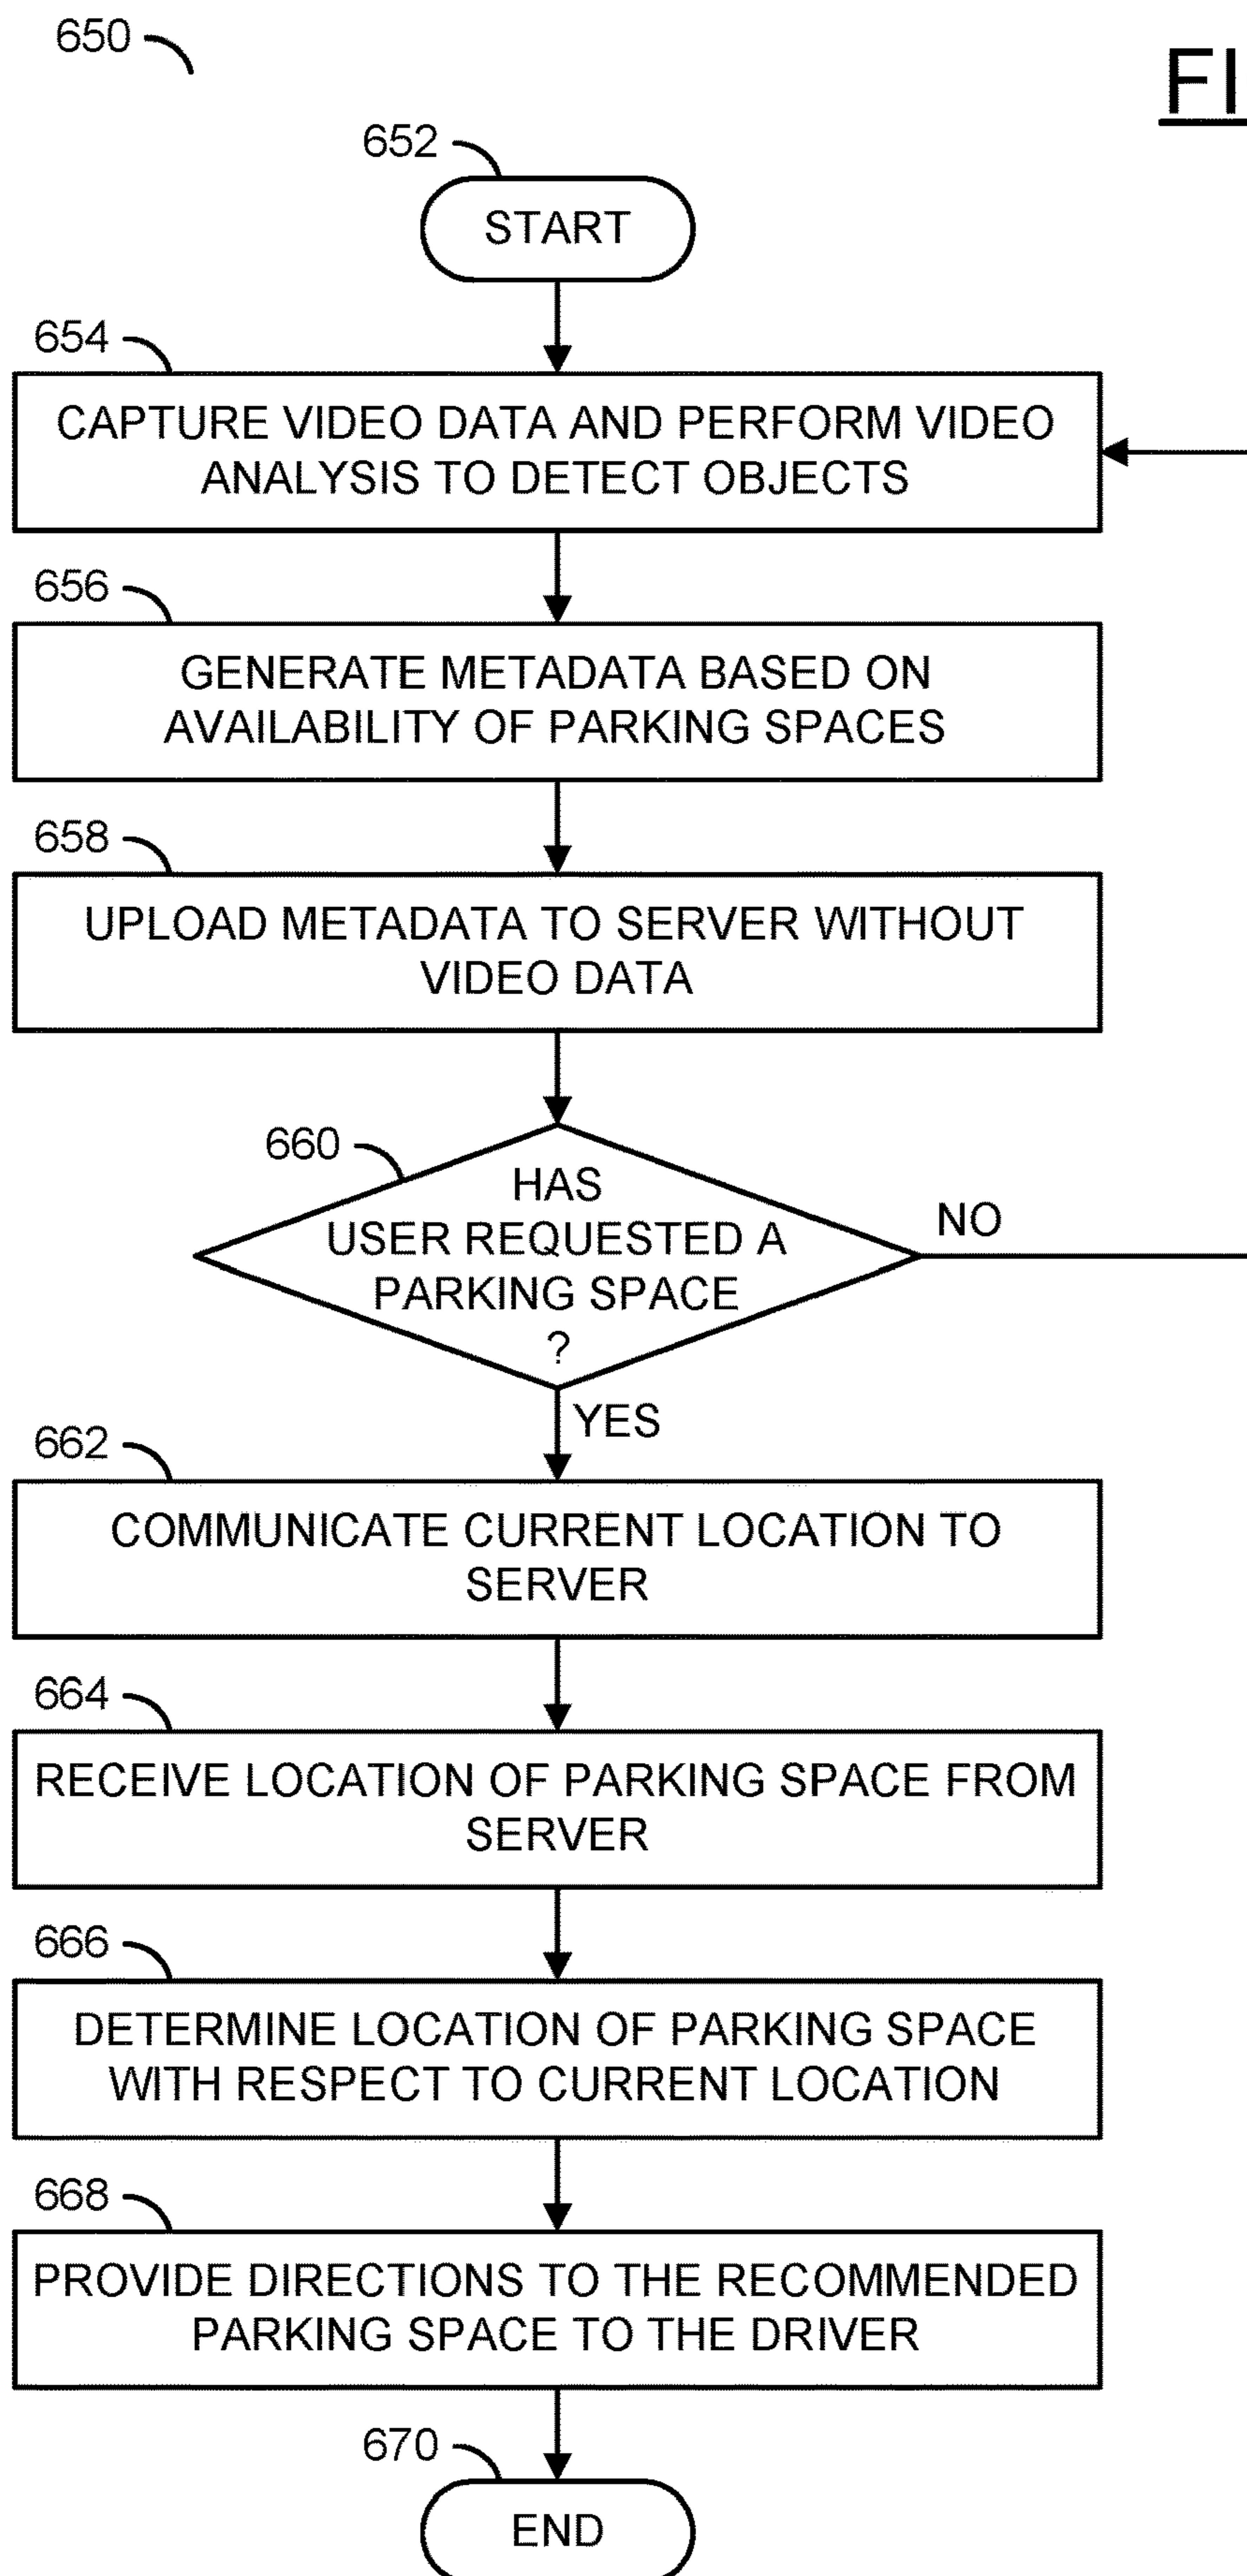 650
FI
652
START
654
CAPTURE VIDEO DATA AND PERFORM VIDEO
ANALYSIS TO DETECT OBJECTS
656
GENERATE METADATA BASED ON
AVAILABILITY OF PARKING SPACES
658
UPLOAD METADATA TO SERVER WITHOUT
VIDEO DATA
660
HAS
USER REQUESTED A
PARKING SPACE
?
NO
YES
662
COMMUNICATE CURRENT LOCATION TO
SERVER
664
RECEIVE LOCATION OF PARKING SPACE FROM
SERVER
666
DETERMINE LOCATION OF PARKING SPACE
WITH RESPECT TO CURRENT LOCATION
668
PROVIDE DIRECTIONS TO THE RECOMMENDED
PARKING SPACE TO THE DRIVER
670
END